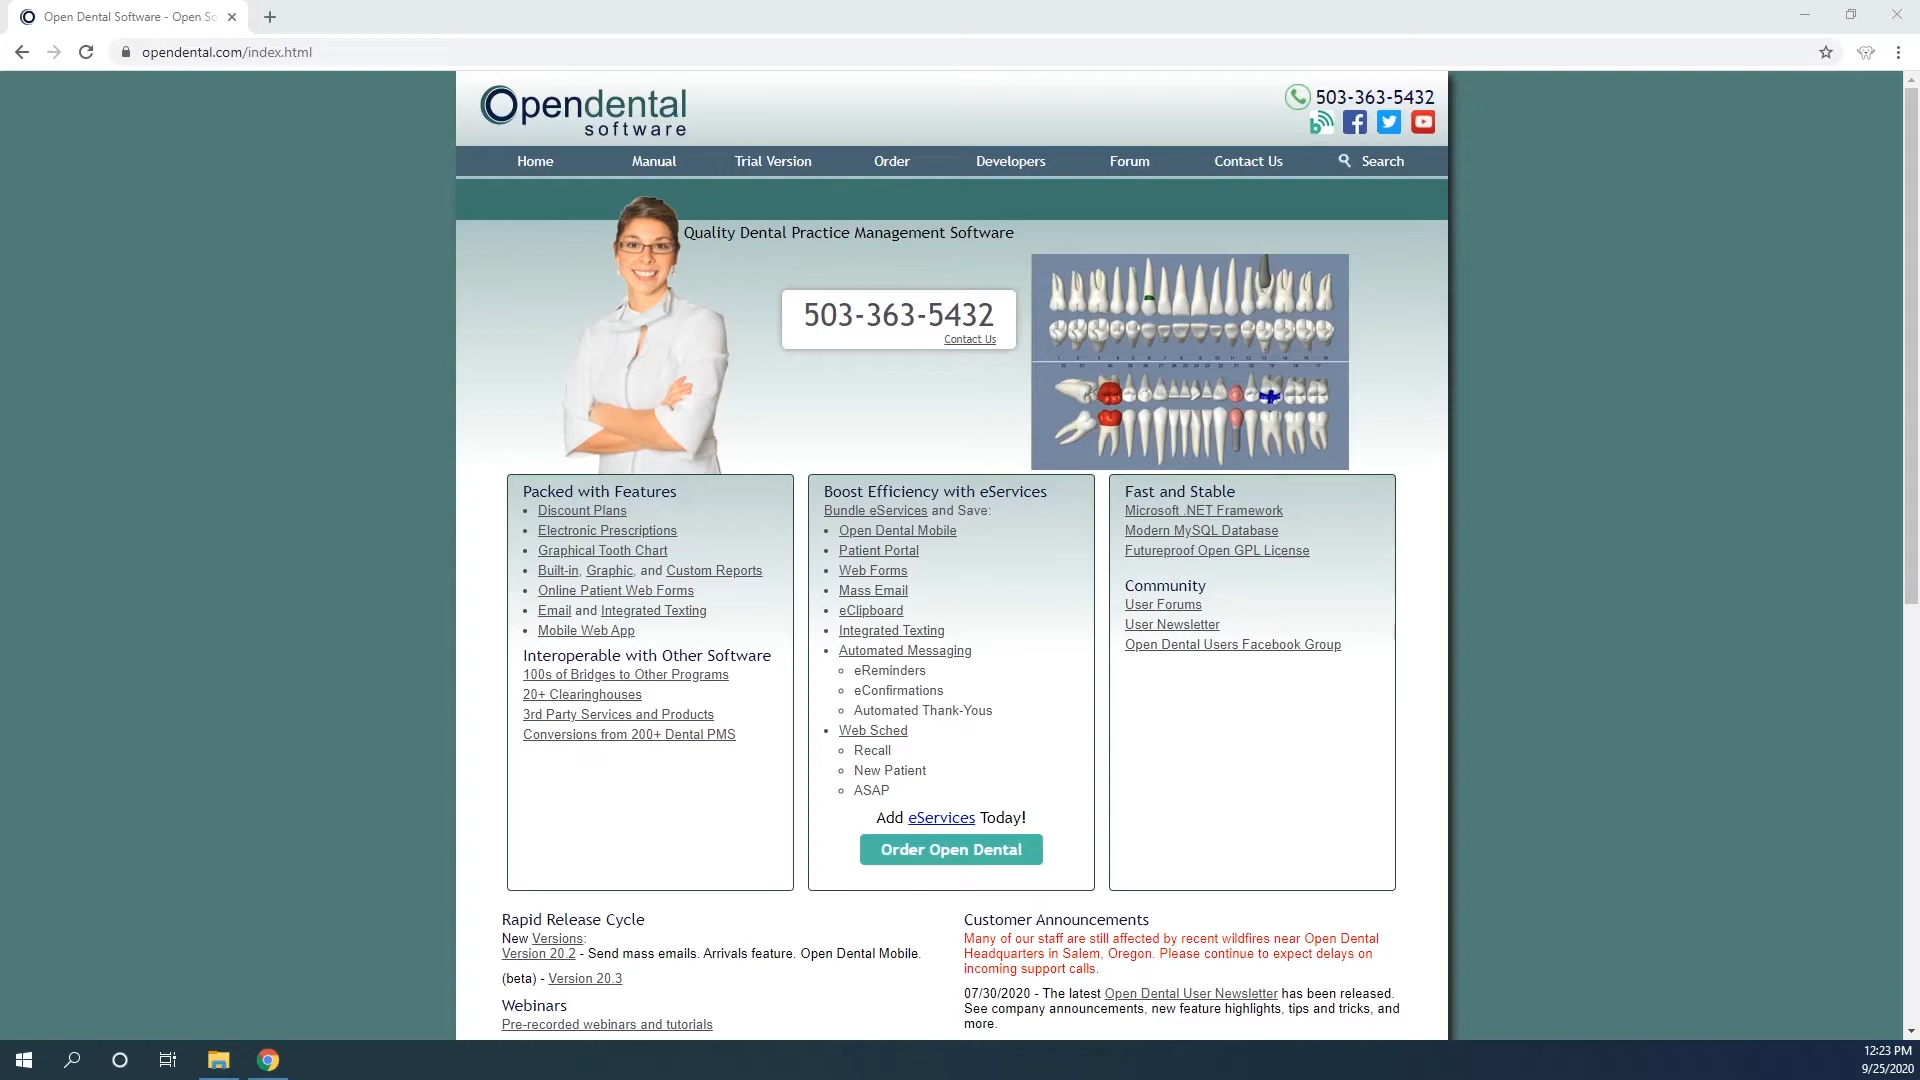 Open Dental Software - Open So
opendental.com/index.html
Opendental
software
503-363-5432
Home Manual Trial Version Order Developers Forum Contact Us Search
Quality Dental Practice Management Software
503-363-5432
Contact Us
Packed with Features
• Discount Plans
• Electronic Prescriptions
• Graphical Tooth Chart
• Built-in, Graphic, and Custom Reports
• Online Patient Web Forms
• Email and Integrated Texting
• Mobile Web App
Interoperable with Other Software
100s of Bridges to Other Programs
20+ Clearinghouses
3rd Party Services and Products
Conversions from 200+ Dental PMS
Boost Efficiency with eServices
Bundle eServices and Save:
• Open Dental Mobile
• Patient Portal
• Web Forms
• Mass Email
• eClipboard
• Integrated Texting
• Automated Messaging
◦ eReminders
◦ eConfirmations
◦ Automated Thank-Yous
• Web Sched
◦ Recall
◦ New Patient
◦ ASAP
Add eServices Today!
Order Open Dental
Fast and Stable
Microsoft .NET Framework
Modern MySQL Database
Futureproof Open GPL License
Community
User Forums
User Newsletter
Open Dental Users Facebook Group
Rapid Release Cycle
New Versions:
Version 20.2 - Send mass emails. Arrivals feature. Open Dental Mobile.
(beta) - Version 20.3
Webinars
Pre-recorded webinars and tutorials
Customer Announcements
Many of our staff are still affected by recent wildfires near Open Dental
Headquarters in Salem, Oregon. Please continue to expect delays on
incoming support calls.
07/30/2020 - The latest Open Dental User Newsletter has been released.
See company announcements, new feature highlights, tips and tricks, and
more.
12:23 PM
9/25/2020